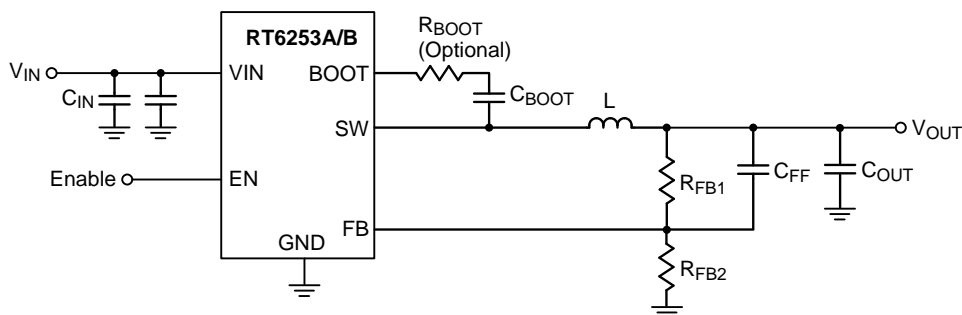 RT6253A/B
RBOOT
(Optional)
VIN
VIN
BOOT
CIN
CBOOT
SW
L
VOUT
Enable
EN
RFB1
CFF
COUT
FB
GND
RFB2